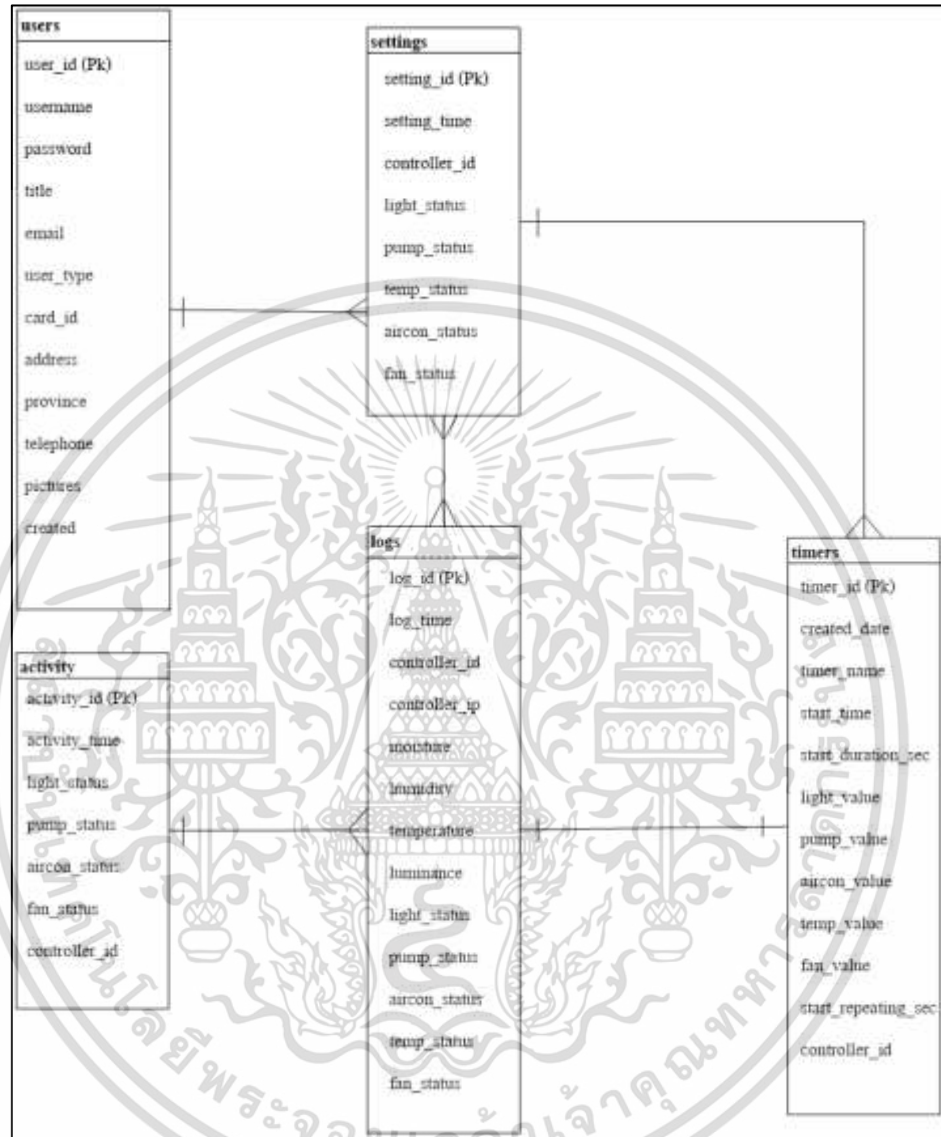 users
user_id (Pk)
username
password
title
email
user_type
card_id
address
province
telephone
pictures
created
settings
setting_id (Pk)
setting_time
controller_id
light_status
pump_status
temp_status
aircon_status
fan_status
activity
activity_id (Pk)
activity_time
light_status
pump_status
aircon_status
fan_status
controller_id
logs
log_id (Pk)
log_time
controller_id
controller_ip
moisture
humidity
temperature
luminance
light_status
pump_status
aircon_status
temp_status
fan_status
timers
timer_id (Pk)
created_date
timer_name
start_time
start_duration_sec
light_value
pump_value
aircon_value
temp_value
fan_value
start_repeating_sec
controller_id